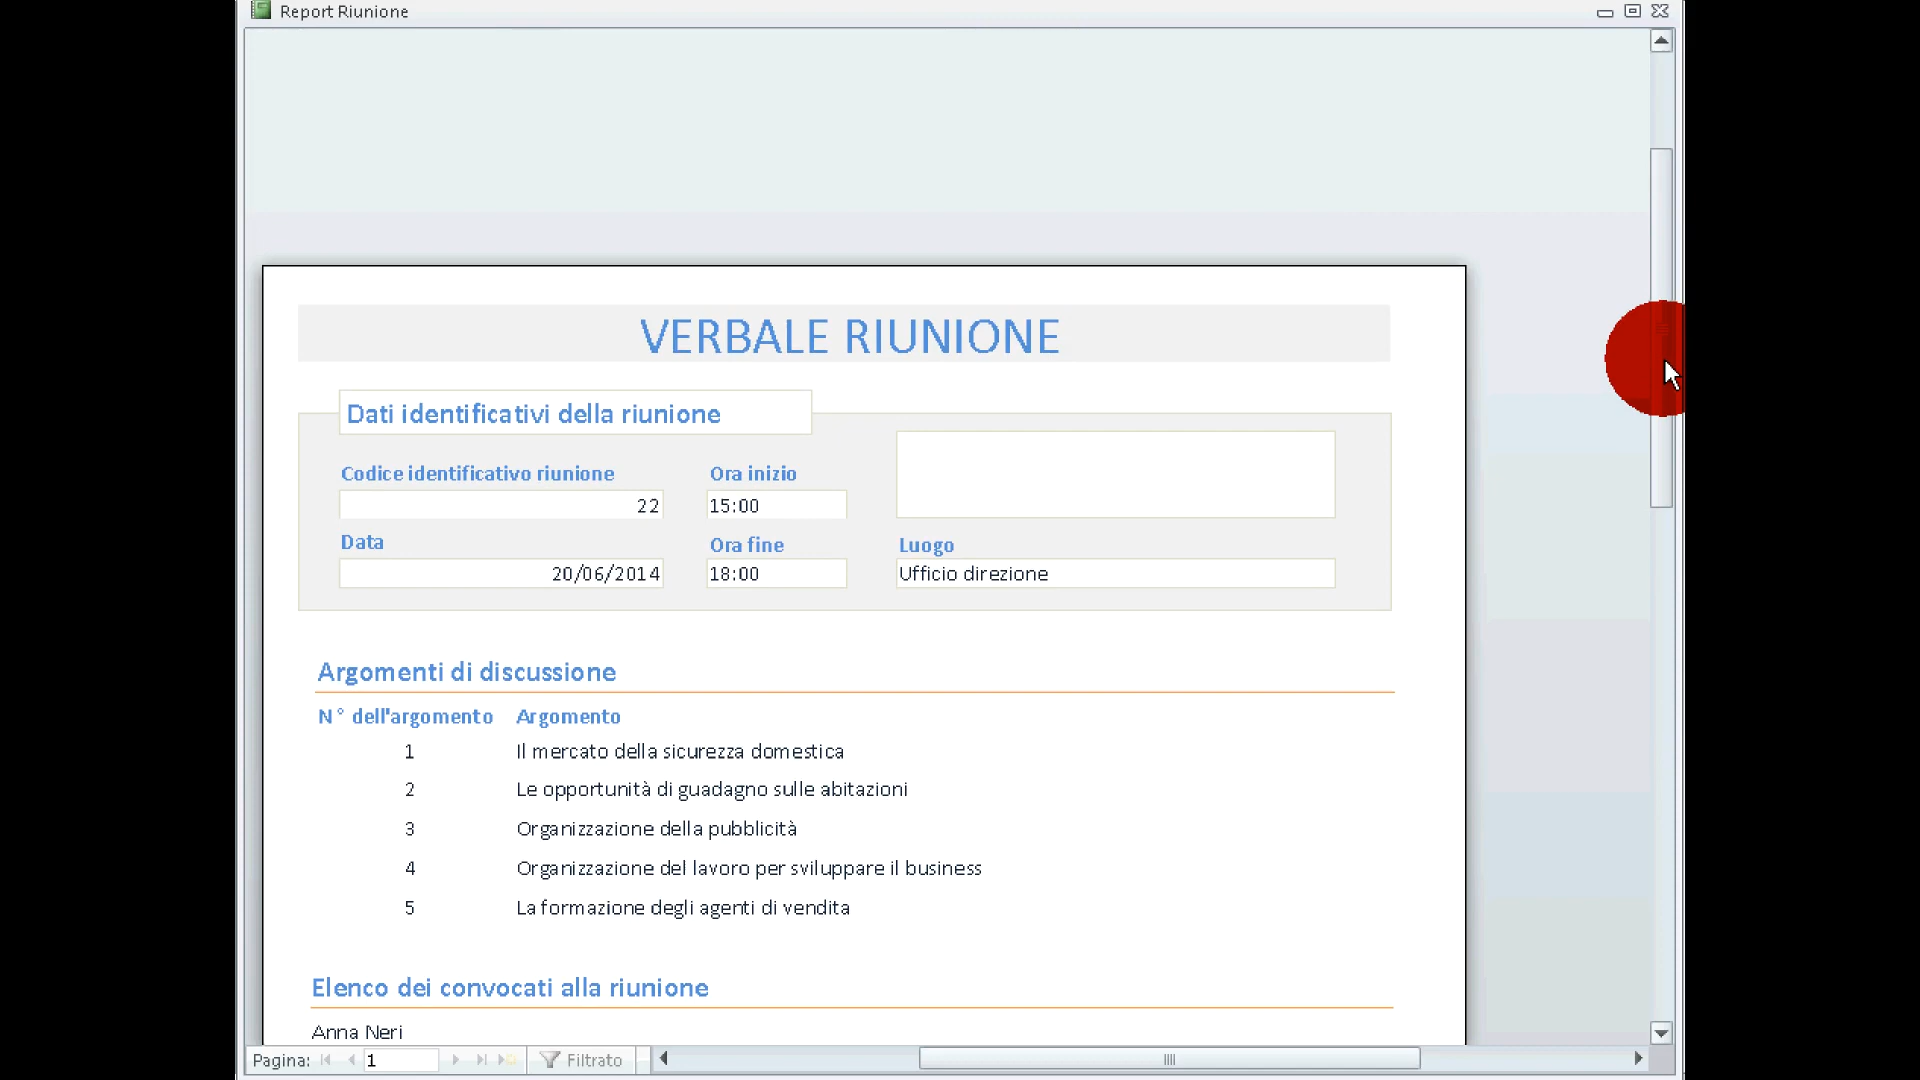 Report Riunione
VERBALE RIUNIONE
Dati identificativi della riunione
Codice identificativo riunione
Ora inizio
22
15:00
Data
Ora fine
Luogo
20/06/2014
18:00
Ufficio direzione
Argomenti di discussione
N° dell'argomento Argomento
1 Il mercato della sicurezza domestica
2 Le opportunità di guadagno sulle abitazioni
3 Organizzazione della pubblicità
4 Organizzazione del lavoro per sviluppare il business
5 La formazione degli agenti di vendita
Elenco dei convocati alla riunione
Anna Neri
Pagina: 1 Filtrato